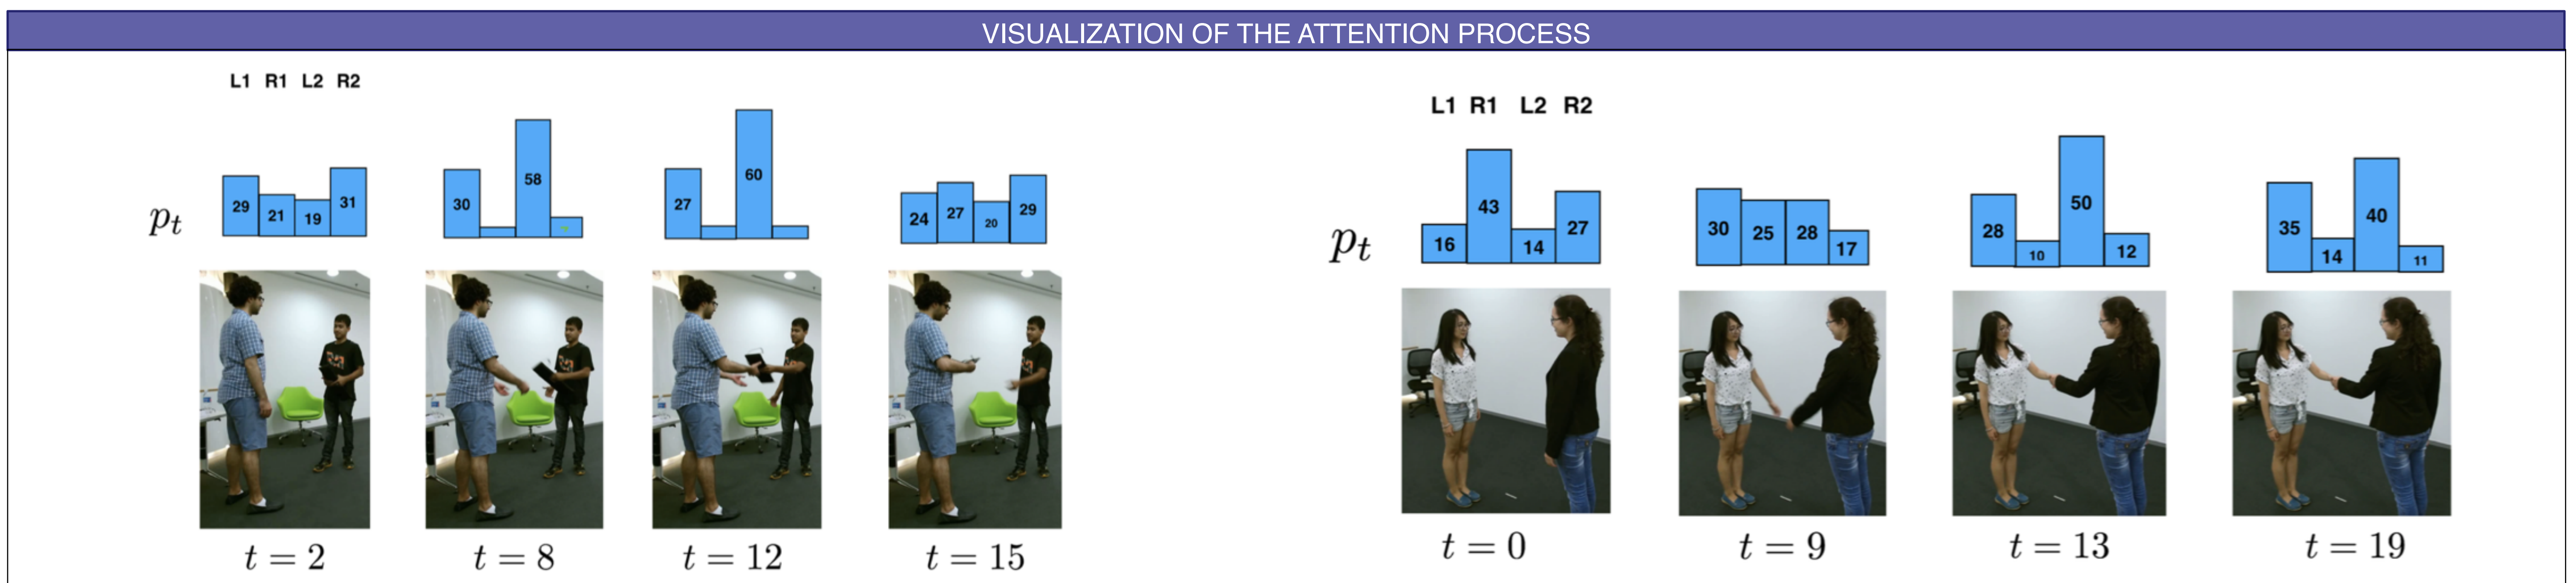 VISUALIZATION OF THE ATTENTION PROCESS
L1 R1 L2 R2
p_t
29 21 19 31
30 58
27 60
24 27 20 29
t = 2
t = 8
t = 12
t = 15
L1 R1 L2 R2
p_t
16 43 14 27
30 25 28 17
28 10 50 12
35 14 40 11
t = 0
t = 9
t = 13
t = 19